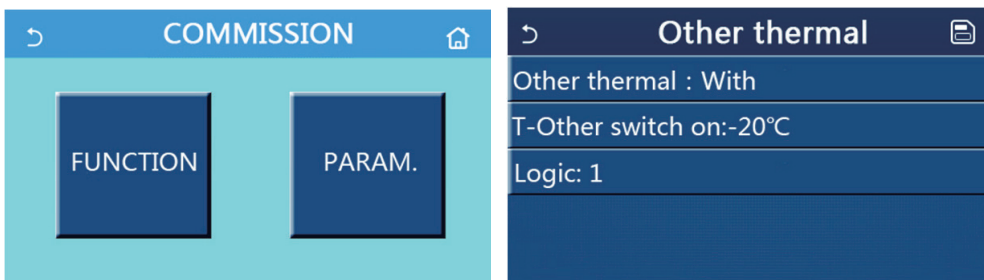 COMMISSION
FUNCTION
PARAM.
Other thermal
Other thermal : With
T-Other switch on:-20℃
Logic: 1